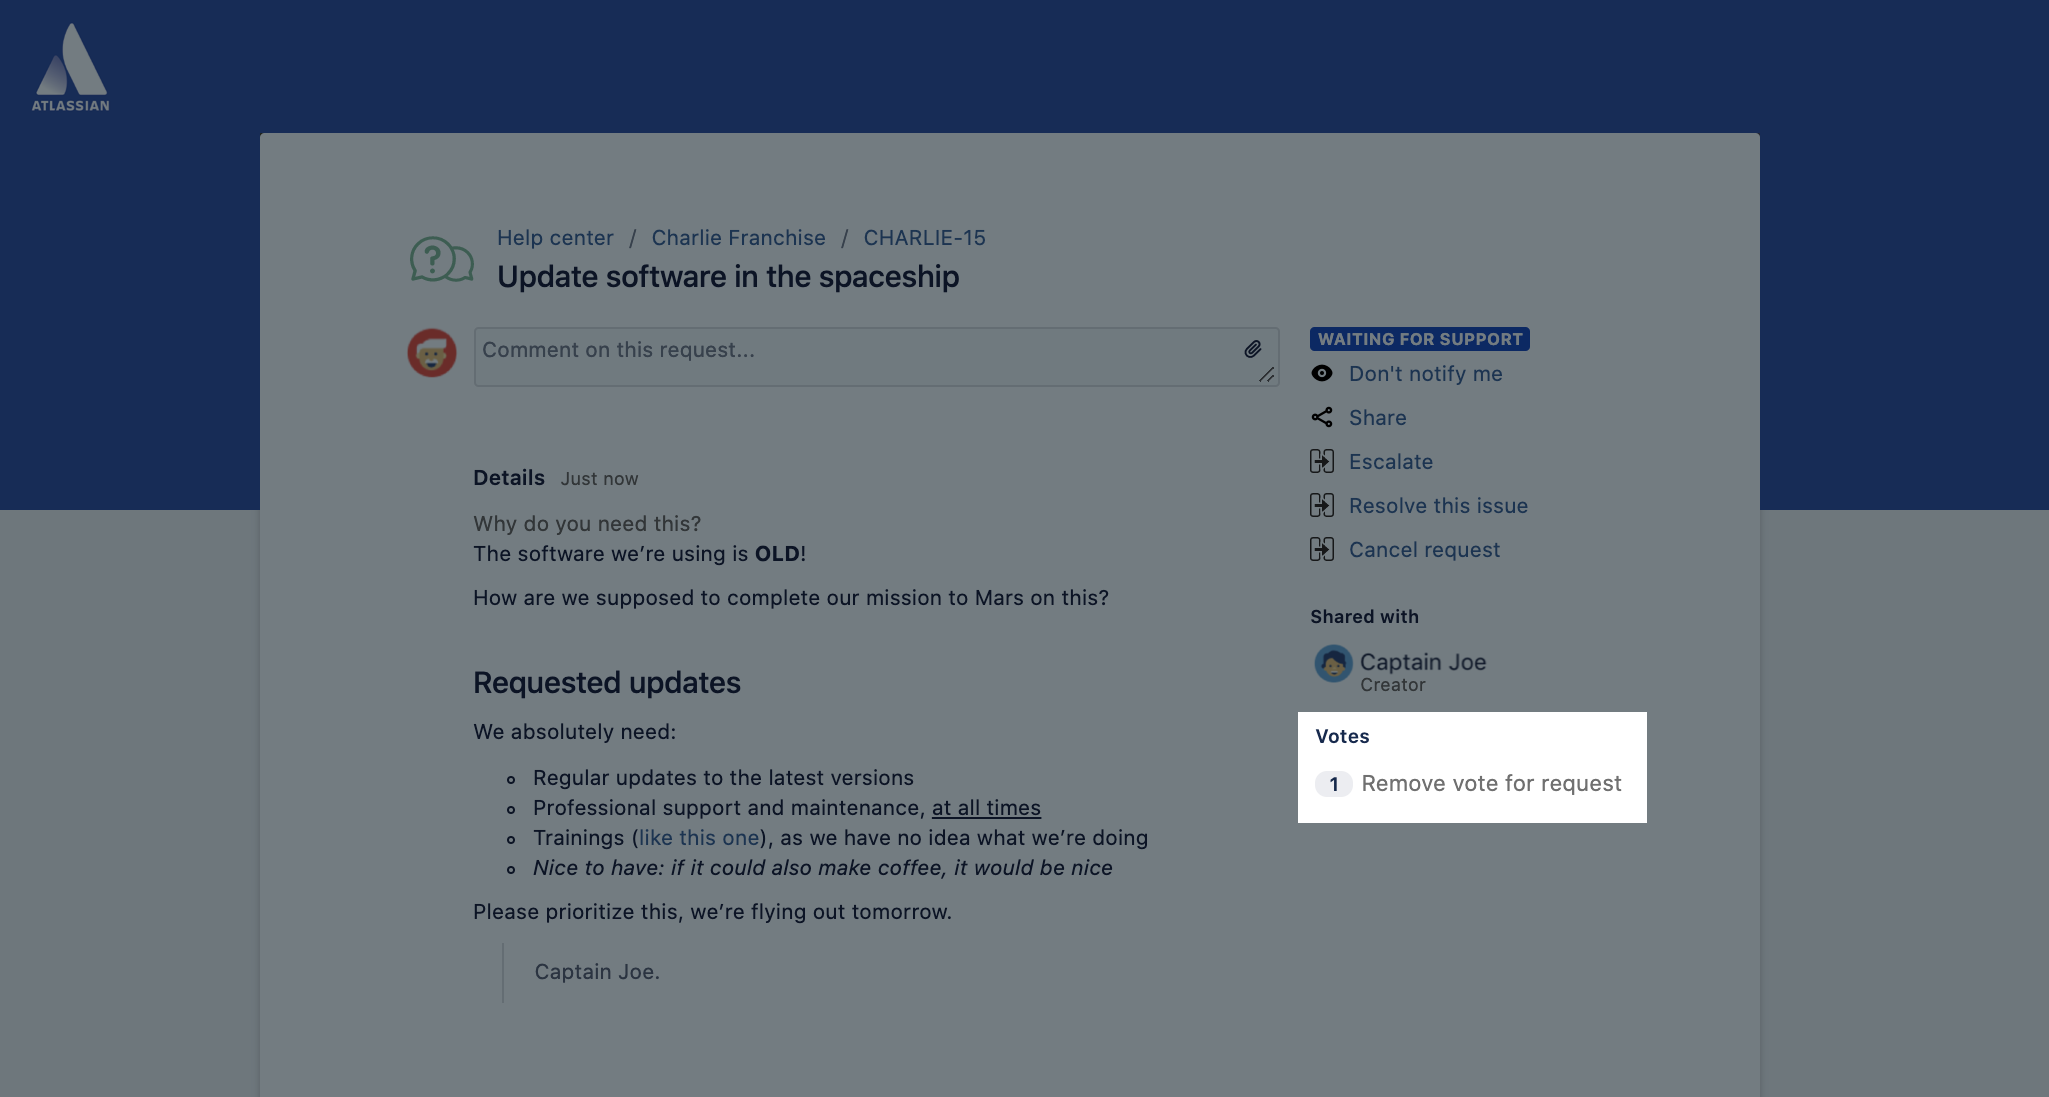 ATLASSIAN
Help center / Charlie Franchise / CHARLIE-15
Update software in the spaceship
Comment on this request...
WAITING FOR SUPPORT
Don't notify me
Share
Escalate
Resolve this issue
Cancel request
Details Just now
Why do you need this?
The software we’re using is OLD!
How are we supposed to complete our mission to Mars on this?
Requested updates
We absolutely need:
Regular updates to the latest versions
Professional support and maintenance, at all times
Trainings (like this one), as we have no idea what we’re doing
Nice to have: if it could also make coffee, it would be nice
Please prioritize this, we’re flying out tomorrow.
Captain Joe.
Shared with
Captain Joe
Creator
Votes
1 Remove vote for request